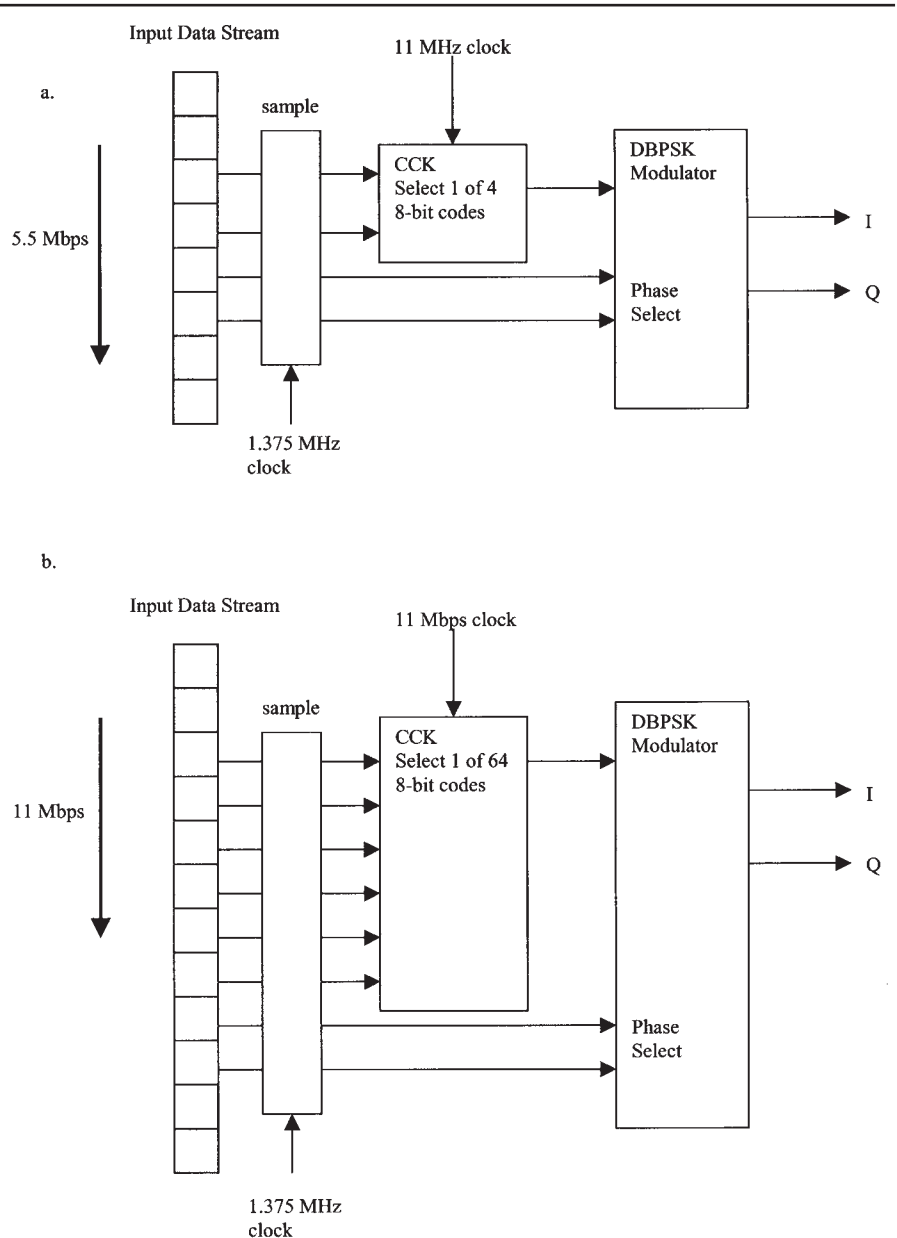 Input Data Stream
11 MHz clock
a.
sample
DBPSK
Modulator
CCK
Select 1 of 4
8-bit codes
I
5.5 Mbps
Phase
Select
Q
1.375 MHz
clock
b.
Input Data Stream
11 Mbps clock
sample
DBPSK
Modulator
CCK
Select 1 of 64
8-bit codes
I
11 Mbps
Q
Phase
Select
1.375 MHz
clock